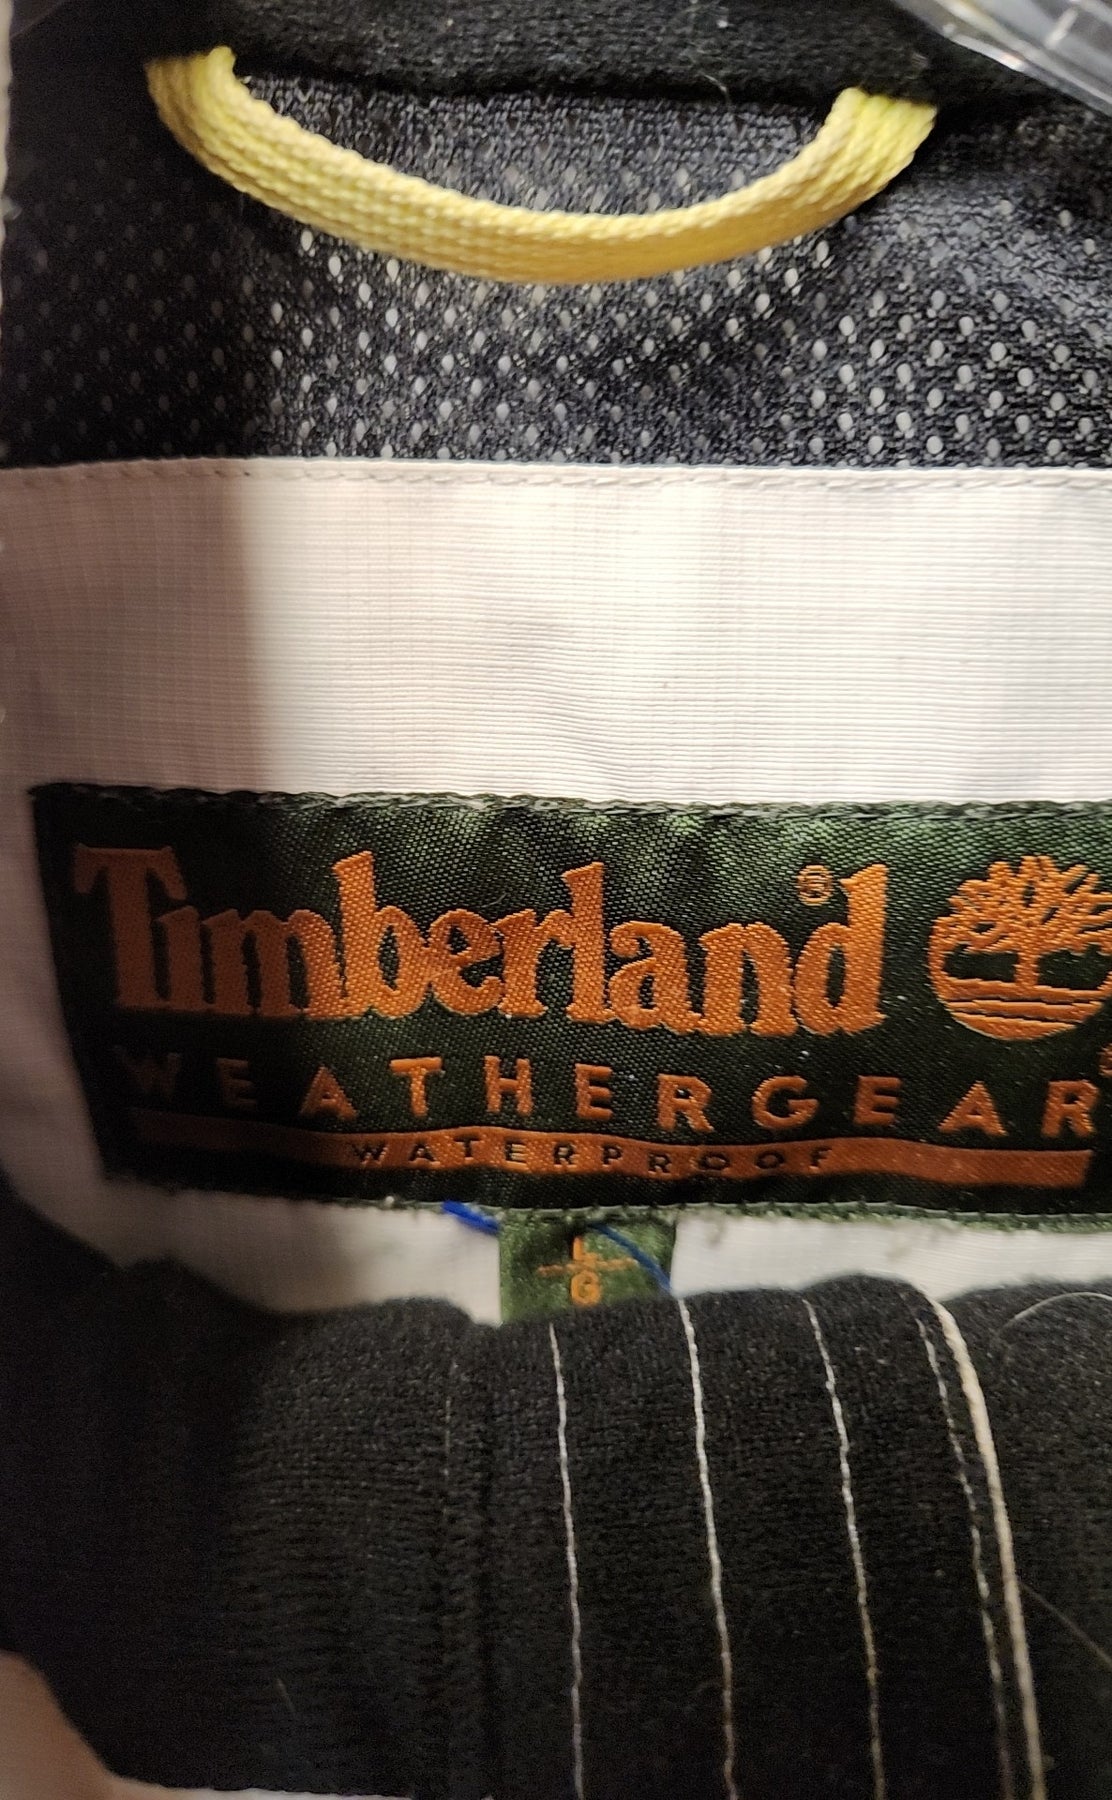 Timberland®
WEATHERGEAR
WATERPROOF
L
G